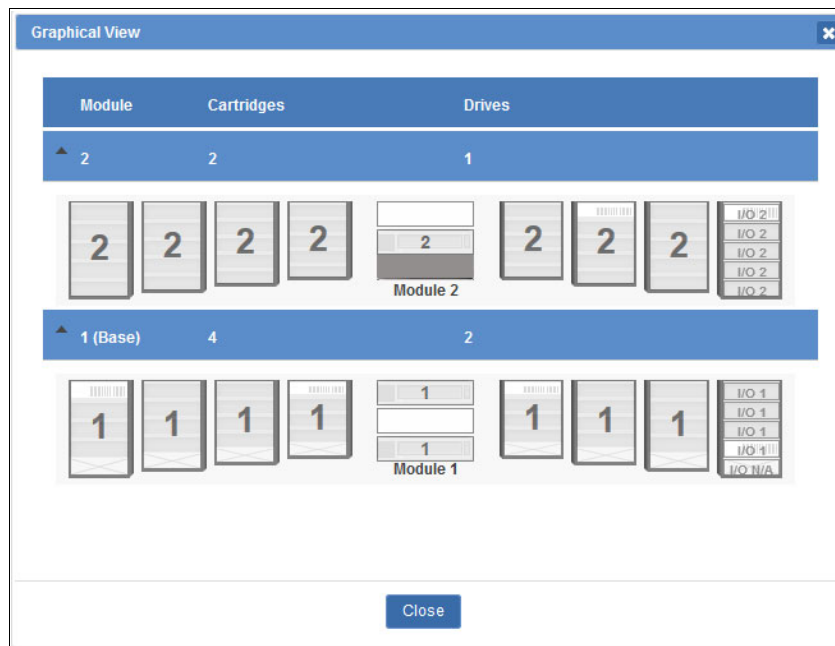 Graphical View
Module Cartridges Drives
2 2 1
2 2 2 2 2 2 2 2 I/O 2
I/O 2
I/O 2
I/O 2
I/O 2
Module 2
1 (Base) 4 2
1 1 1 1 1 1 1 1 I/O 1
I/O 1
I/O 1
1 I/O 1
I/O N/A
Module 1
Close